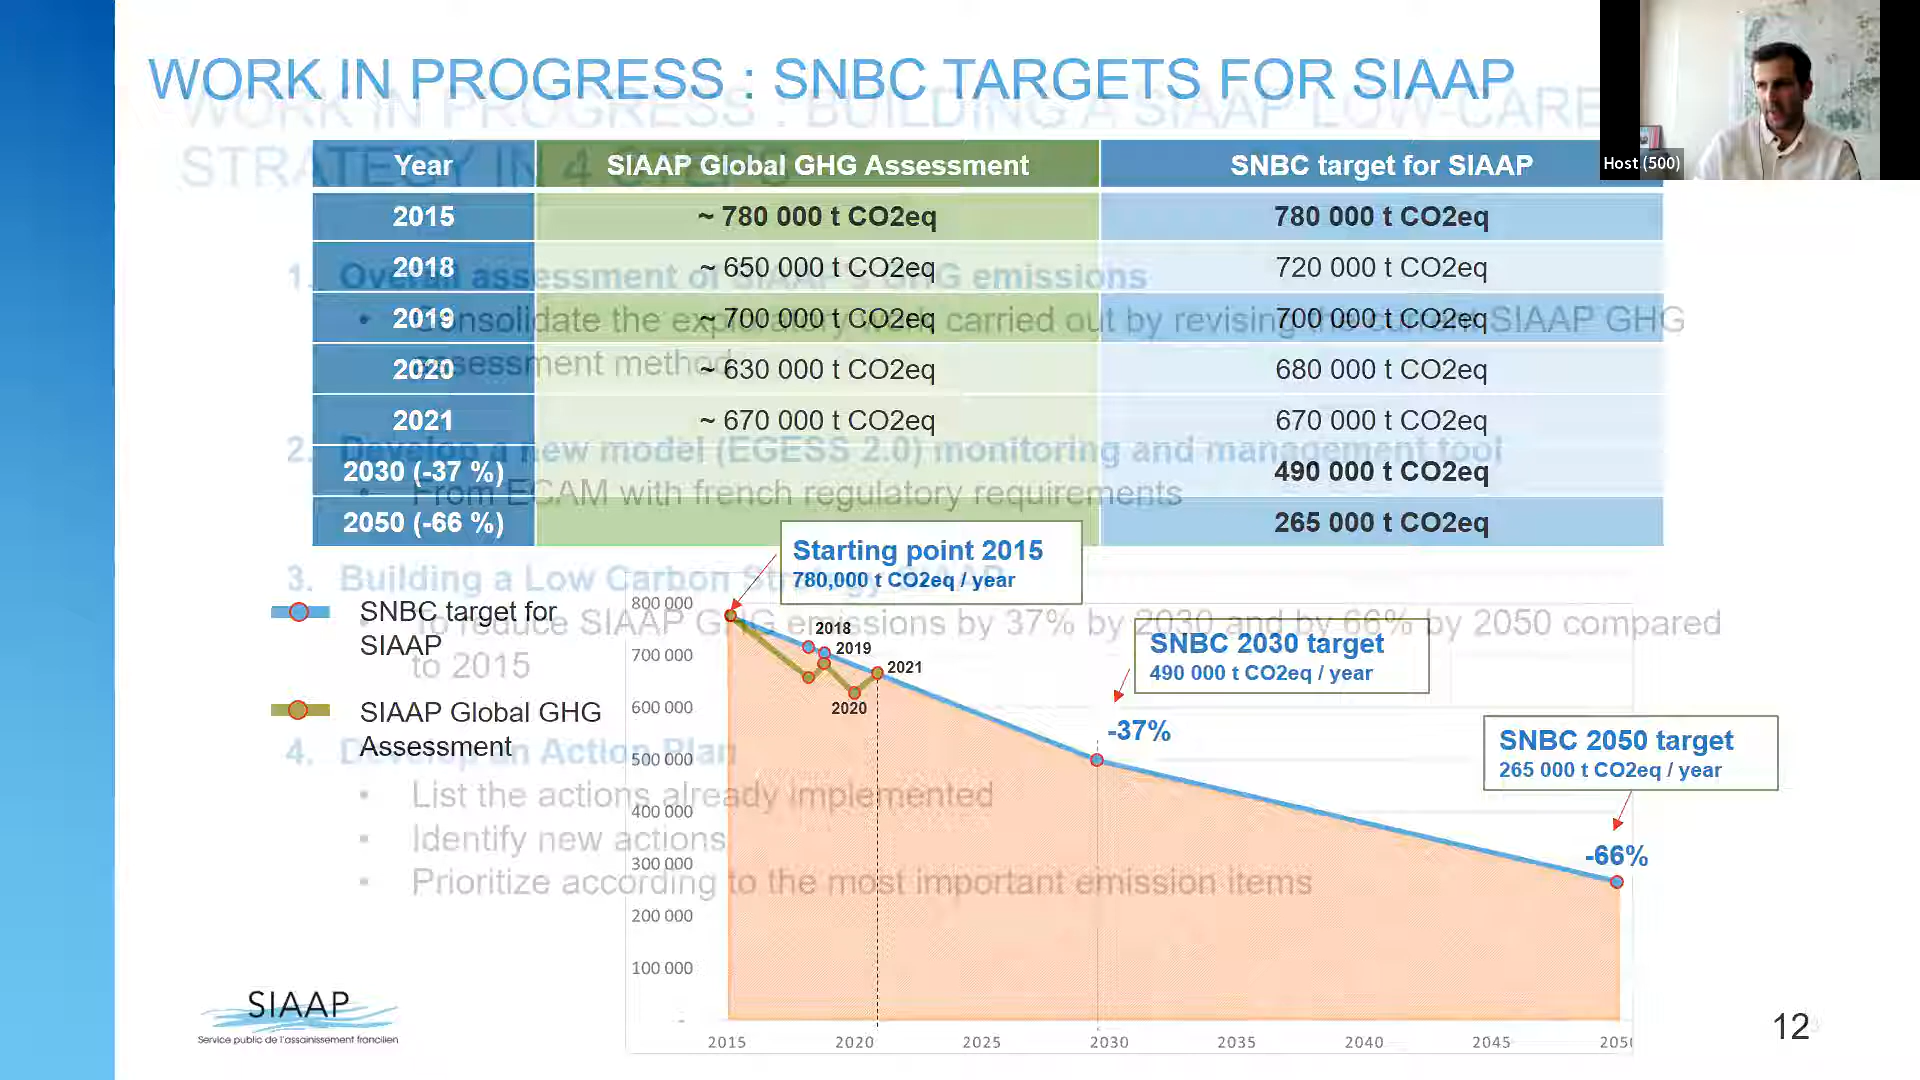 WORK IN PROGRESS : SNBC TARGETS FOR SIAAP
WORK IN PROGRESS : BUILDING A SIAAP LOW-CARB
STRATEGY IN 4 STEPS
Host (500)
Year SIAAP Global GHG Assessment SNBC target for SIAAP
2015 ~ 780 000 t CO2eq 780 000 t CO2eq
2018 ~ 650 000 t CO2eq 720 000 t CO2eq
2019 ~ 700 000 t CO2eq 700 000 t CO2eq
2020 ~ 630 000 t CO2eq 680 000 t CO2eq
2021 ~ 670 000 t CO2eq 670 000 t CO2eq
2030 (-37 %) 490 000 t CO2eq
2050 (-66 %) 265 000 t CO2eq
1. Overall assessment of SIAAP'S GHG emissions
• Consolidate the carried out by revising SIAAP GHG
assessment method
2. Develop a new model (EGESS 2.0) monitoring and management tool
• From ECAM with french regulatory requirements
3. Building a Low Carbon Strategy SIAAP
• To reduce SIAAP GHG emissions by 37% by 2030 and by 66% by 2050 compared
to 2015
4. Develop an Action Plan
• List the actions already implemented
• Identify new actions
• Prioritize according to the most important emission items
SNBC target for
SIAAP
SIAAP Global GHG
Assessment
Starting point 2015
780,000 t CO2eq / year
SNBC 2030 target
490 000 t CO2eq / year
-37%
SNBC 2050 target
265 000 t CO2eq / year
-66%
2018
2019
2021
2020
800 000
700 000
600 000
500 000
400 000
300 000
200 000
100 000
-
2015 2020 2025 2030 2035 2040 2045 2050
SIAAP
Service public de l'assainissement francilien
12